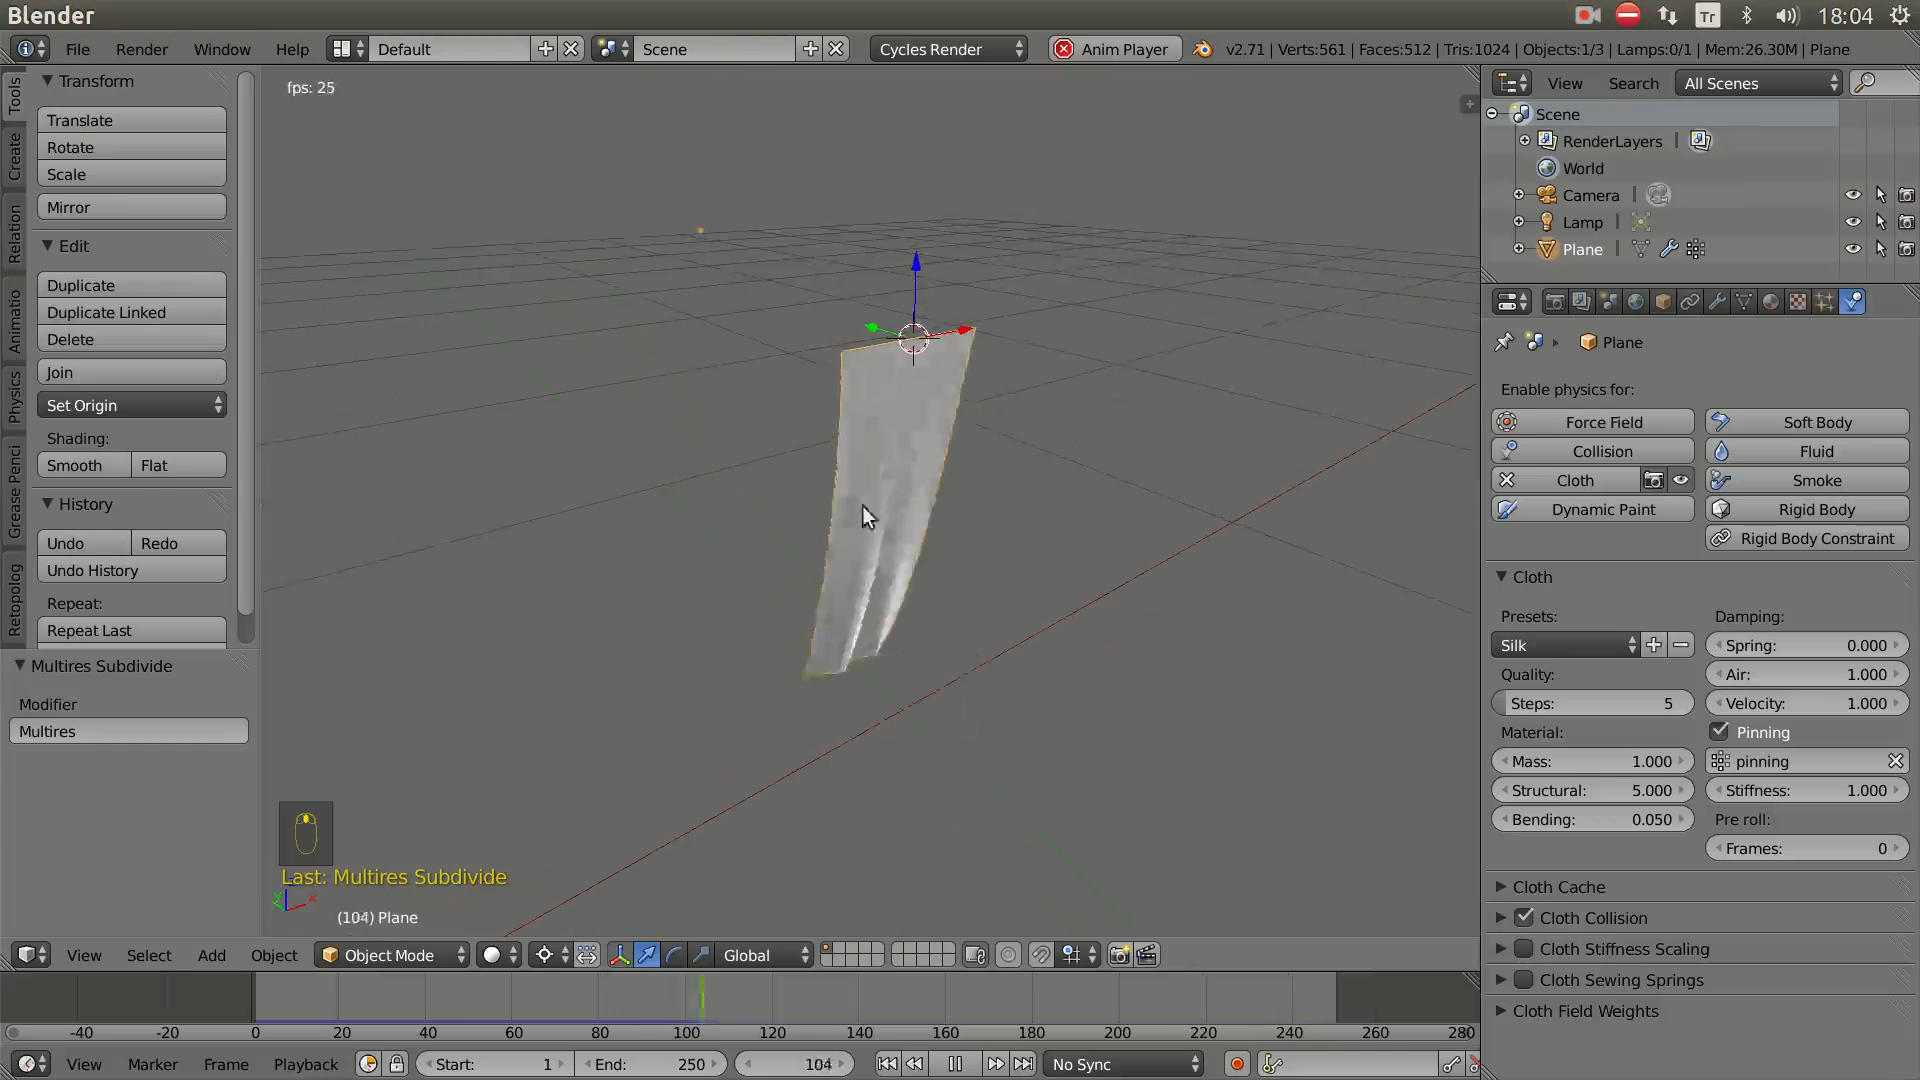 Blender
Tr
18:04
File Render Window Help Default Scene Cycles Render Anim Player v2.71 | Verts:561 | Faces:512 | Tris:1024 | Objects:1/3 | Lamps:0/1 | Mem:26.30M | Plane
Tools
Create
Relation
Animatio
Physics
Grease Penci
Retopolog
Transform
Translate
Rotate
Scale
Mirror
Edit
Duplicate
Duplicate Linked
Delete
Join
Set Origin
Shading:
Smooth Flat
History
Undo Redo
Undo History
Repeat:
Repeat Last
Multires Subdivide
Modifier
Multires
fps: 25
Last: Multires Subdivide
(104) Plane
View Select Add Object Object Mode Global
-40 -20 0 20 40 60 80 100 120 140 160 180 200 220 240 260 280
View Marker Frame Playback Start: 1 End: 250 104 No Sync
View Search All Scenes
Scene
RenderLayers |
World
Camera |
Lamp |
Plane |
Plane
Enable physics for:
Force Field Soft Body
Collision Fluid
Cloth Smoke
Dynamic Paint Rigid Body
Rigid Body Constraint
Cloth
Presets: Damping:
Silk Spring: 0.000
Quality: Air: 1.000
Steps: 5 Velocity: 1.000
Material: Pinning
Mass: 1.000 pinning
Structural: 5.000 Stiffness: 1.000
Bending: 0.050 Pre roll:
Frames: 0
Cloth Cache
Cloth Collision
Cloth Stiffness Scaling
Cloth Sewing Springs
Cloth Field Weights